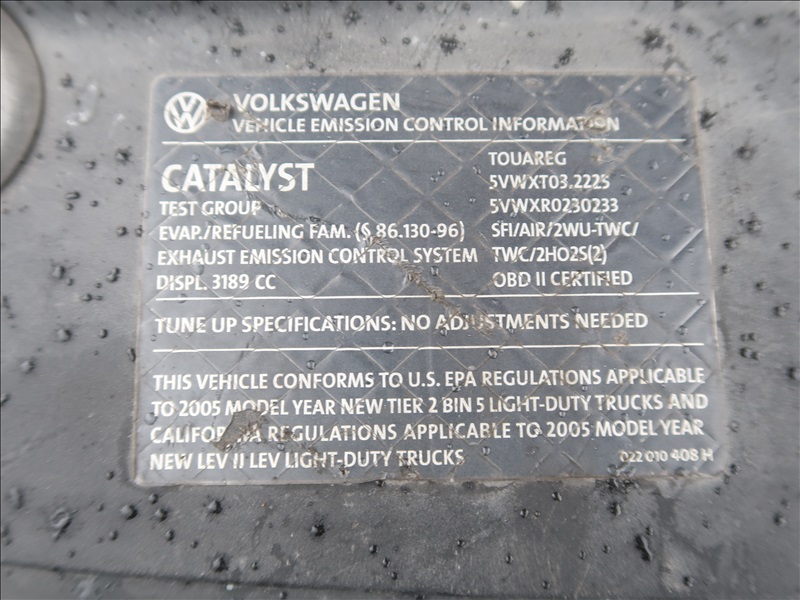 VOLKSWAGEN
VEHICLE EMISSION CONTROL INFORMATION
CATALYST
TOUAREG
5VWXT03.222S
TEST GROUP 5VWXR0230233
EVAP./REFUELING FAM. (§ 86.130-96) SFI/AIR/2WU-TWC/
EXHAUST EMISSION CONTROL SYSTEM TWC/2HO2S(2)
DISPL. 3189 CC OBD II CERTIFIED
TUNE UP SPECIFICATIONS: NO ADJUSTMENTS NEEDED
THIS VEHICLE CONFORMS TO U.S. EPA REGULATIONS APPLICABLE
TO 2005 MODEL YEAR NEW TIER 2 BIN 5 LIGHT-DUTY TRUCKS AND
CALIFORNIA REGULATIONS APPLICABLE TO 2005 MODEL YEAR
NEW LEV II LEV LIGHT-DUTY TRUCKS
022 010 408 H